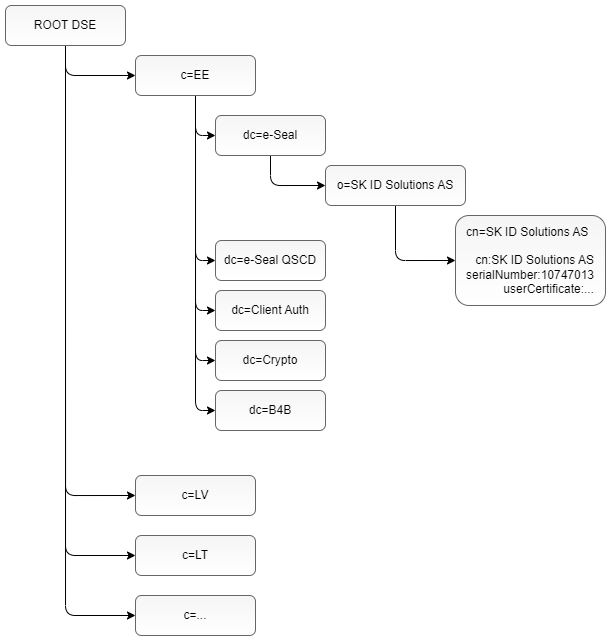 ROOT DSE
c=EE
dc=e-Seal
o=SK ID Solutions AS
cn=SK ID Solutions AS
cn:SK ID Solutions AS
serialNumber:10747013
userCertificate:...
dc=e-Seal QSCD
dc=Client Auth
dc=Crypto
dc=B4B
c=LV
c=LT
c=...